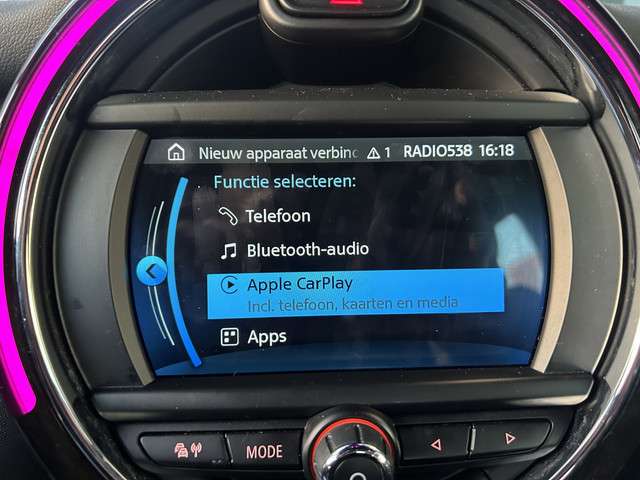 Nieuw apparaat verbinc 1 RADIO538 16:18
Functie selecteren:
Telefoon
Bluetooth-audio
Apple CarPlay
Incl. telefoon, kaarten en media
Apps
MODE